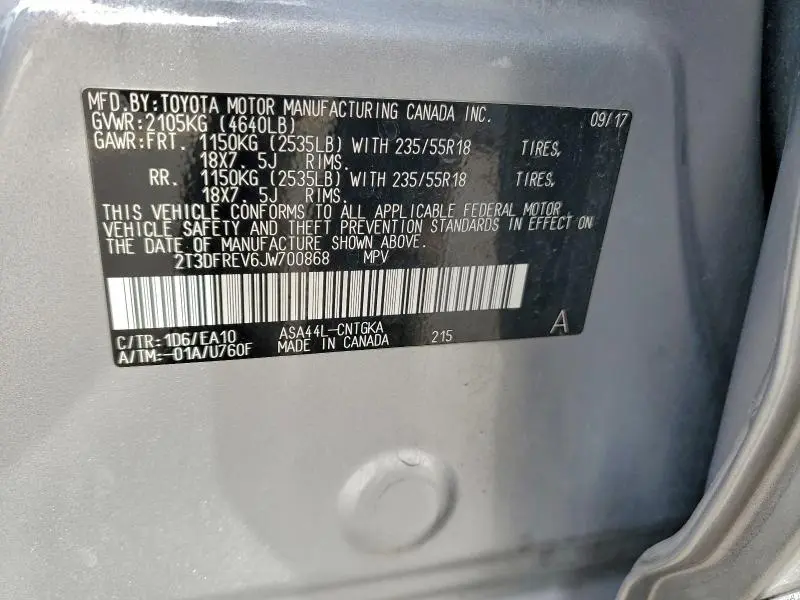 MFD.BY:TOYOTA MOTOR MANUFACTURING CANADA INC. 09/17
GVWR:2105KG (4640LB)
GAWR:FRT. 1150KG (2535LB) WITH 235/55R18 TIRES,
18X7. 5J RIMS.
RR. 1150KG (2535LB) WITH 235/55R18 TIRES,
18X7. 5J RIMS.
THIS VEHICLE CONFORMS TO ALL APPLICABLE FEDERAL MOTOR
VEHICLE SAFETY AND THEFT PREVENTION STANDARDS IN EFFECT ON
THE DATE OF MANUFACTURE SHOWN ABOVE.
2T3DFREV6JW700868 MPV
C/TR:1D6/EA10 ASA44L-CNTGKA A
A/TM:-01A/U760F MADE IN CANADA 215